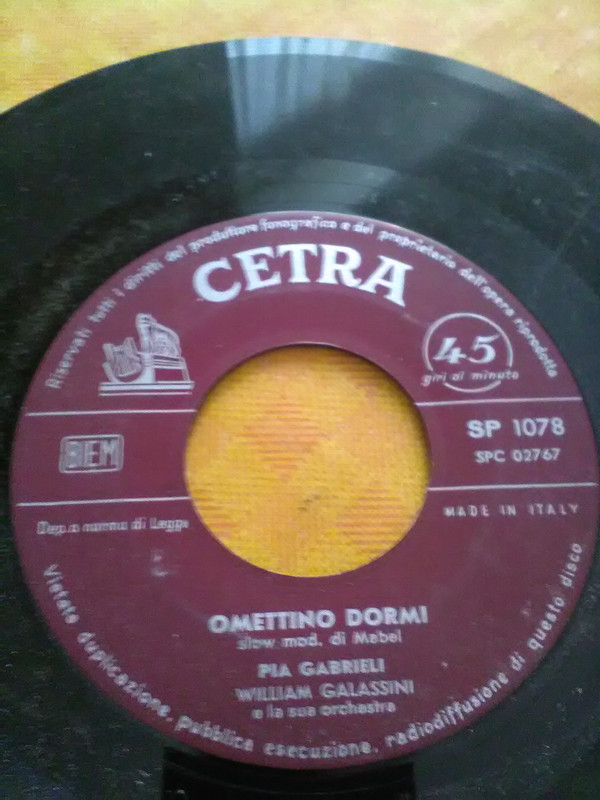 Riservati tutti i diritti del produttore fonografico e del proprietario dell'opera riprodotta
CETRA
45
giri al minuto
BIEM
SP 1078
SPC 02767
MADE IN ITALY
Dep. a norma di Legge
OMETTINO DORMI
slow mod. di Mebel
PIA GABRIELI
WILLIAM GALASSINI
e la sua orchestra
Vietata duplicazione, pubblica esecuzione, radiodiffusione di questo disco